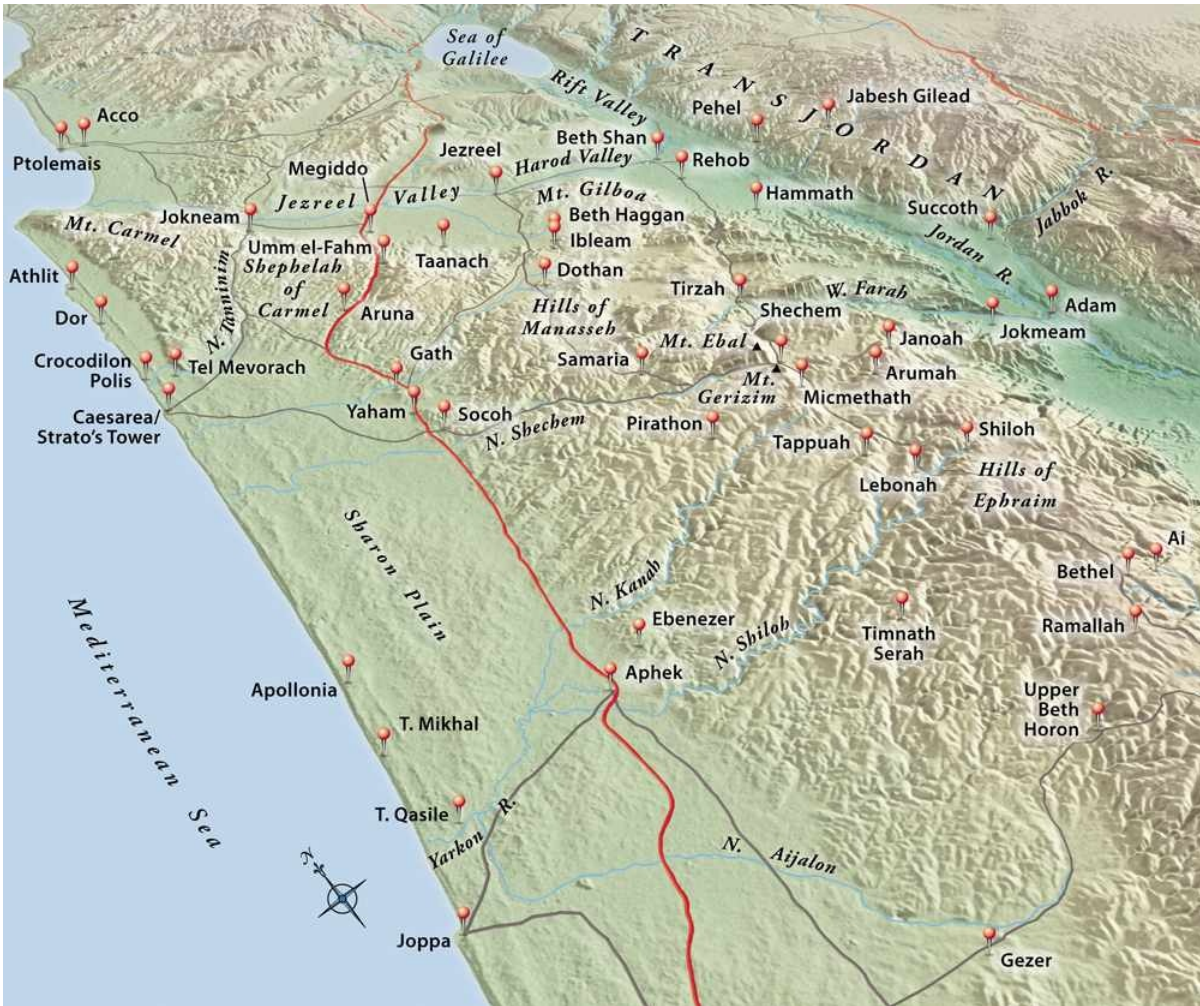 Sea of
Galilee
TRANSJORDAN
Rift Valley
Pehel
Jabesh Gilead
Acco
Ptolemais
Beth Shan
Jezreel
Harod Valley
Rehob
Megiddo
Jezreel Valley
Mt. Gilboa
Hammath
Jokneam
Beth Haggan
Succoth
Jabbok R.
Mt. Carmel
Umm el-Fahm
Taanach
Ibleam
Jordan R.
Shephelah
of
Carmel
N. Tanninim
Athlit
Dothan
Tirzah
W. Farah
Adam
Dor
Aruna
Hills of
Manasseh
Shechem
Jokmeam
Mt. Ebal
Janoah
Crocodilon
Polis
Tel Mevorach
Gath
Samaria
Arumah
Mt.
Gerizim
Micmethath
Caesarea/
Strato's Tower
Yaham
Socoh
N. Shechem
Pirathon
Tappuah
Shiloh
Lebonah
Hills of
Ephraim
Sharon Plain
Ai
Bethel
N. Kanah
Ebenezer
N. Shiloh
Timnath
Serah
Ramallah
Mediterranean Sea
Apollonia
Aphek
Upper
Beth
Horon
T. Mikhal
T. Qasile
Yarkon R.
N. Aijalon
N
Joppa
Gezer